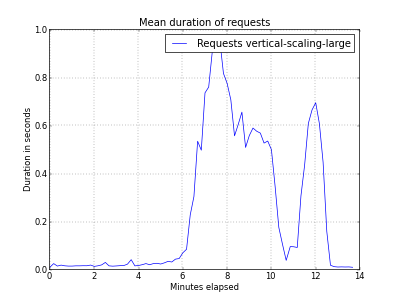 Mean duration of requests
Requests vertical-scaling-large
Duration in seconds
1.0
0.8
0.6
0.4
0.2
0.0
0 2 4 6 8 10 12 14
Minutes elapsed